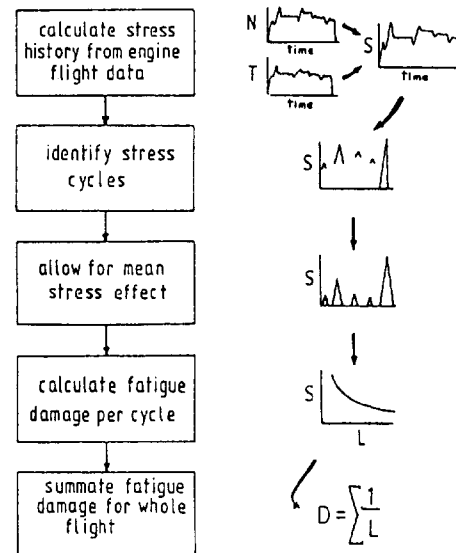 calculate stress
history from engine
flight data
identify stress
cycles
allow for mean
stress effect
calculate fatigue
damage per cycle
summate fatigue
damage for whole
flight
N
time
T
time
S
time
S
S
S
L
D = ∑ 1/L